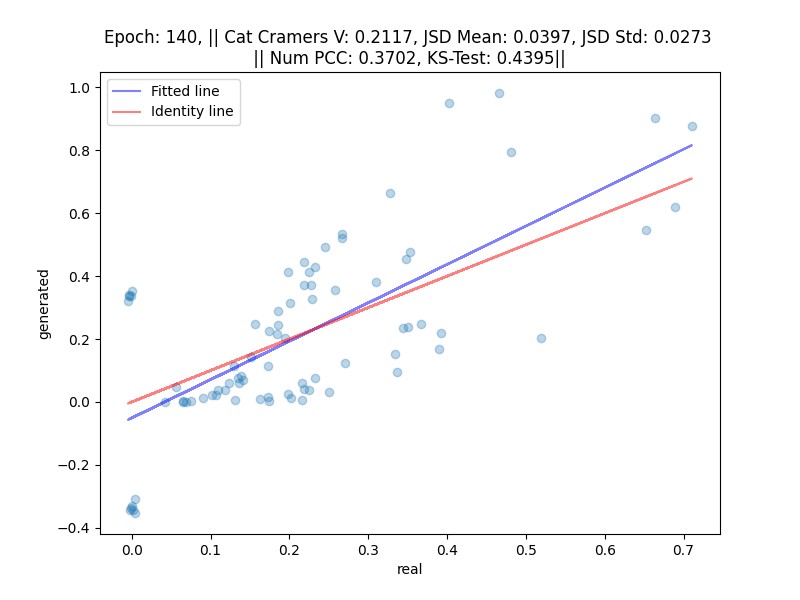 Epoch: 140, || Cat Cramers V: 0.2117, JSD Mean: 0.0397, JSD Std: 0.0273
|| Num PCC: 0.3702, KS-Test: 0.4395||
Fitted line
Identity line
1.0
0.8
0.6
0.4
0.2
0.0
−0.2
−0.4
generated
0.0 0.1 0.2 0.3 0.4 0.5 0.6 0.7
real